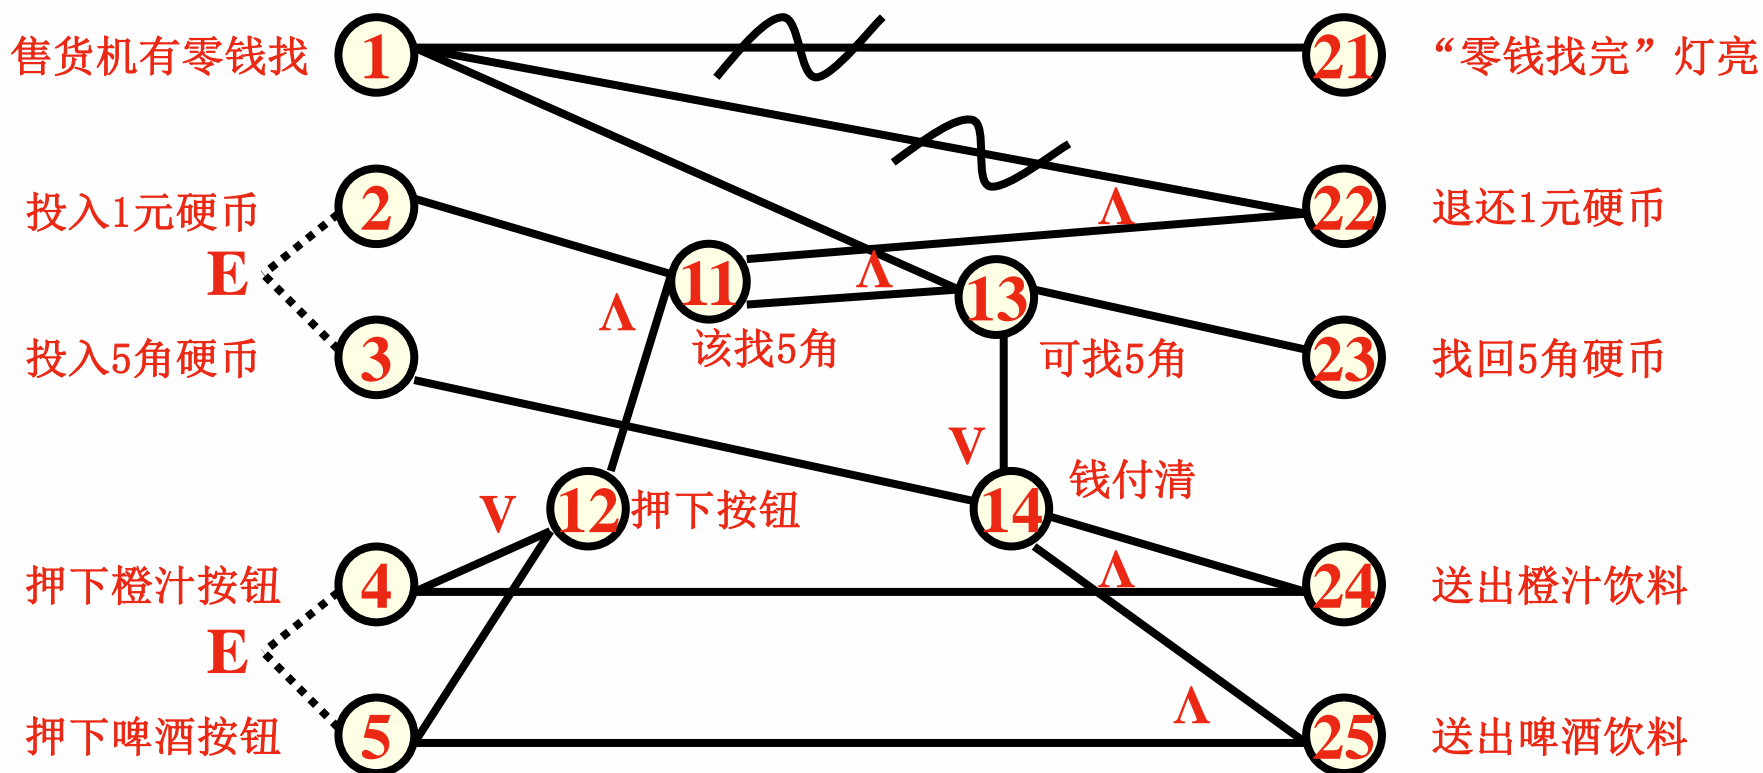 售货机有零钱找
1
21
“零钱找完”灯亮
投入1元硬币
2
Λ
22
退还1元硬币
E
11
Λ
13
Λ
该找5角
可找5角
投入5角硬币
3
23
找回5角硬币
V
钱付清
V
12
押下按钮
14
押下橙汁按钮
4
Λ
24
送出橙汁饮料
E
Λ
押下啤酒按钮
5
25
送出啤酒饮料